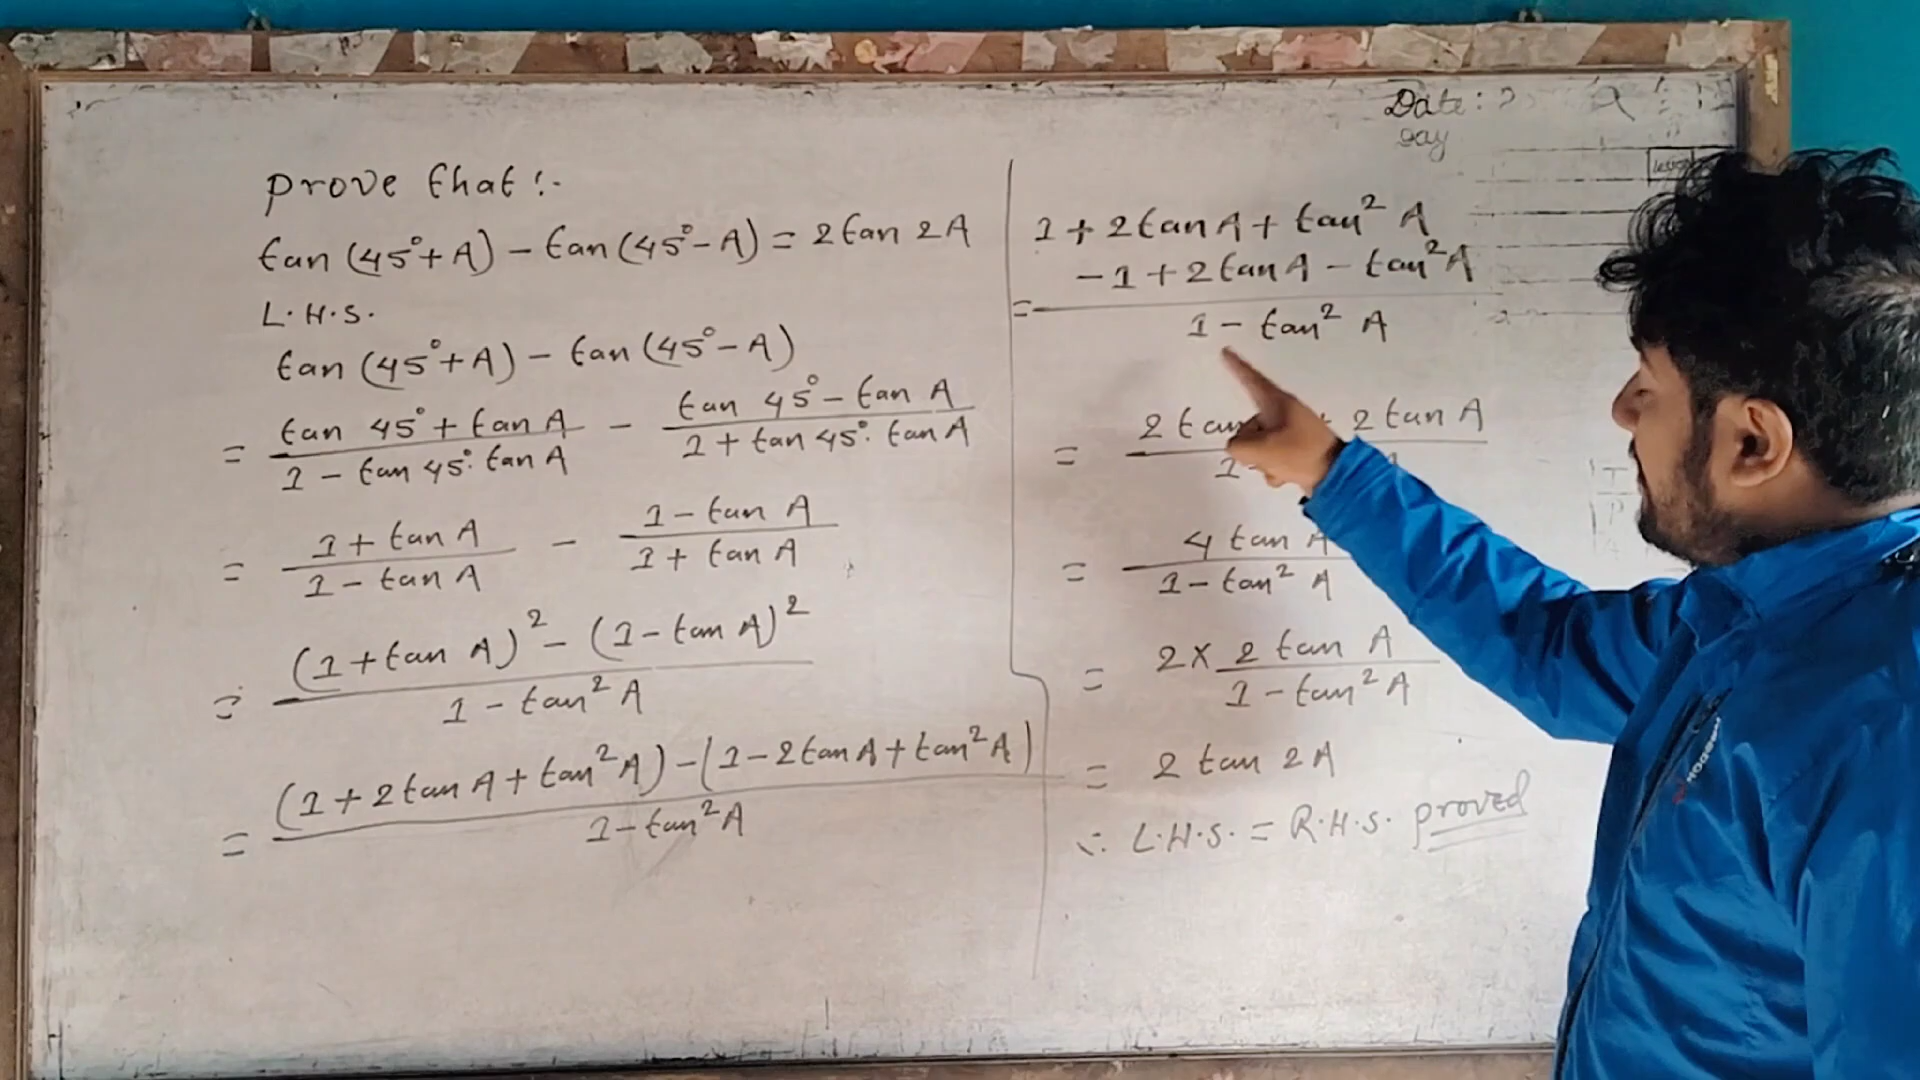 Prove that :-
tan (45°+A) - tan (45°-A) = 2 tan 2A
L.H.S.
tan (45°+A) - tan (45°-A)
= (tan 45° + tan A)/(1 - tan 45°. tan A) - (tan 45° - tan A)/(1 + tan 45°. tan A)
= (1 + tan A)/(1 - tan A) - (1 - tan A)/(1 + tan A)
= ((1 + tan A)² - (1 - tan A)²)/(1 - tan² A)
= ((1 + 2 tan A + tan² A) - (1 - 2 tan A + tan² A))/(1 - tan² A)
Date :
day
1 + 2 tan A + tan² A
- 1 + 2 tan A - tan² A
= /(1 - tan² A)
= 2 tan + 2 tan A
1 - A
= 4 tan A/(1 - tan² A)
= 2 × 2 tan A/(1 - tan² A)
= 2 tan 2A
∴ L.H.S. = R.H.S. proved